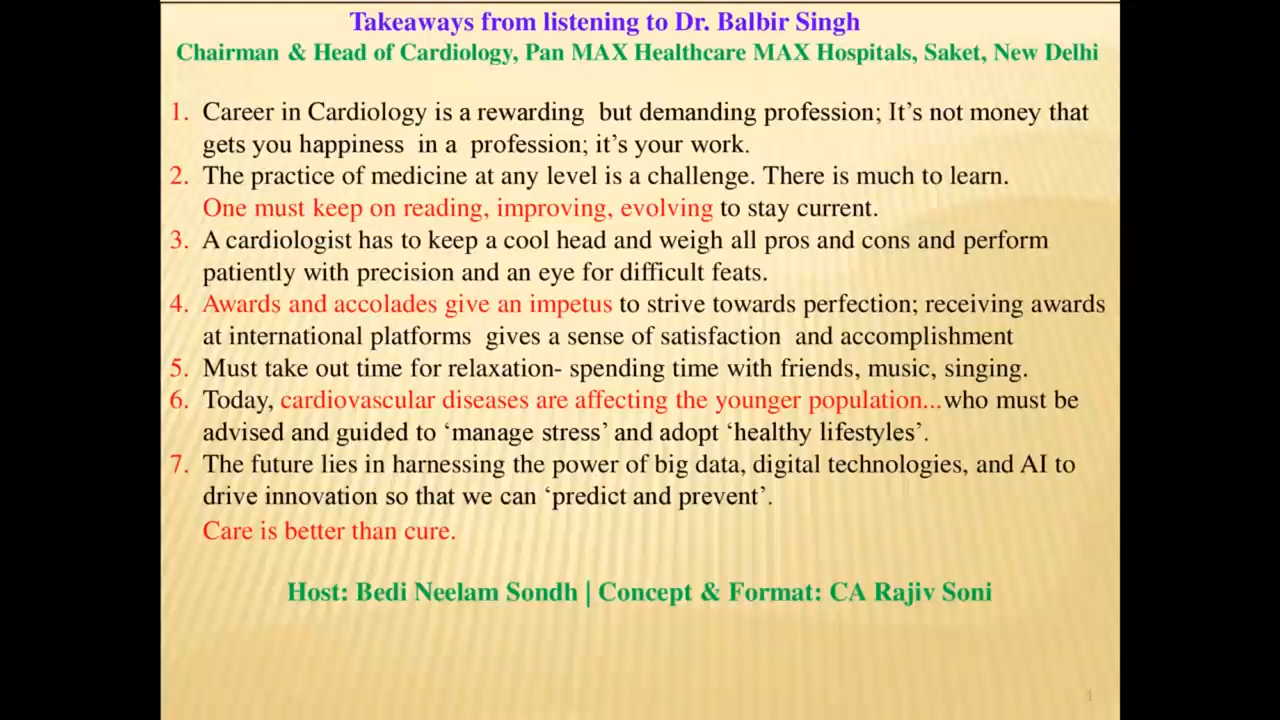 Takeaways from listening to Dr. Balbir Singh
Chairman & Head of Cardiology, Pan MAX Healthcare MAX Hospitals, Saket, New Delhi
1. Career in Cardiology is a rewarding but demanding profession; It’s not money that
gets you happiness in a profession; it’s your work.
2. The practice of medicine at any level is a challenge. There is much to learn.
One must keep on reading, improving, evolving to stay current.
3. A cardiologist has to keep a cool head and weigh all pros and cons and perform
patiently with precision and an eye for difficult feats.
4. Awards and accolades give an impetus to strive towards perfection; receiving awards
at international platforms gives a sense of satisfaction and accomplishment
5. Must take out time for relaxation- spending time with friends, music, singing.
6. Today, cardiovascular diseases are affecting the younger population...who must be
advised and guided to ‘manage stress’ and adopt ‘healthy lifestyles’.
7. The future lies in harnessing the power of big data, digital technologies, and AI to
drive innovation so that we can ‘predict and prevent’.
Care is better than cure.
Host: Bedi Neelam Sondh | Concept & Format: CA Rajiv Soni
1